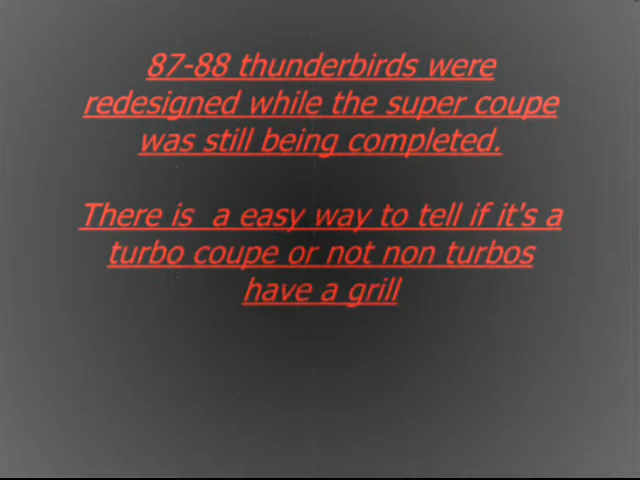 87-88 thunderbirds were
redesigned while the super coupe
was still being completed.
There is  a easy way to tell if it's a
turbo coupe or not non turbos
have a grill